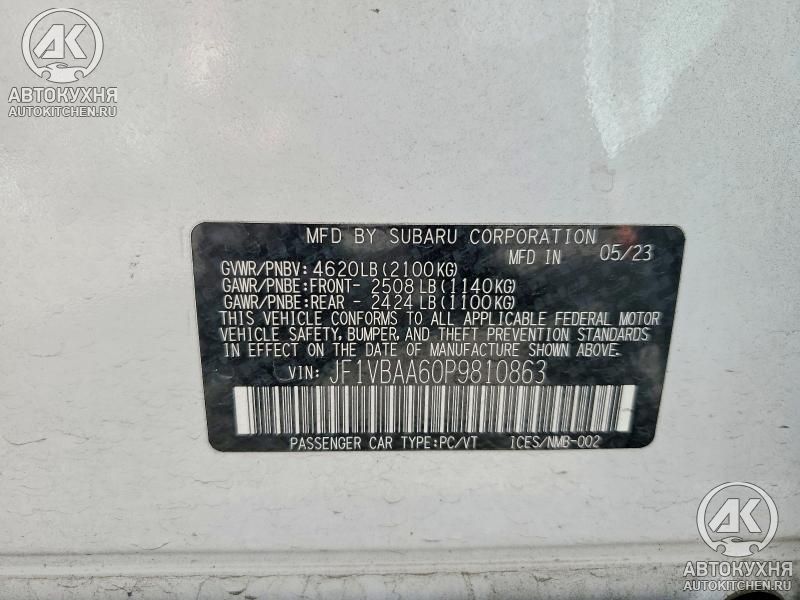 AK
АВТОКУХНЯ
AUTOKITCHEN.RU
MFD BY SUBARU CORPORATION
MFD IN 05/23
GVWR/PNBV: 4620LB(2100KG)
GAWR/PNBE:FRONT- 2508 LB(1140KG)
GAWR/PNBE:REAR - 2424 LB(1100KG)
THIS VEHICLE CONFORMS TO ALL APPLICABLE FEDERAL MOTOR
VEHICLE SAFETY, BUMPER, AND THEFT PREVENTION STANDARDS
IN EFFECT ON THE DATE OF MANUFACTURE SHOWN ABOVE.
VIN: JF1VBAA60P9810863
PASSENGER CAR TYPE:PC/VT ICES/NMB-002
AK
АВТОКУХНЯ
AUTOKITCHEN.RU